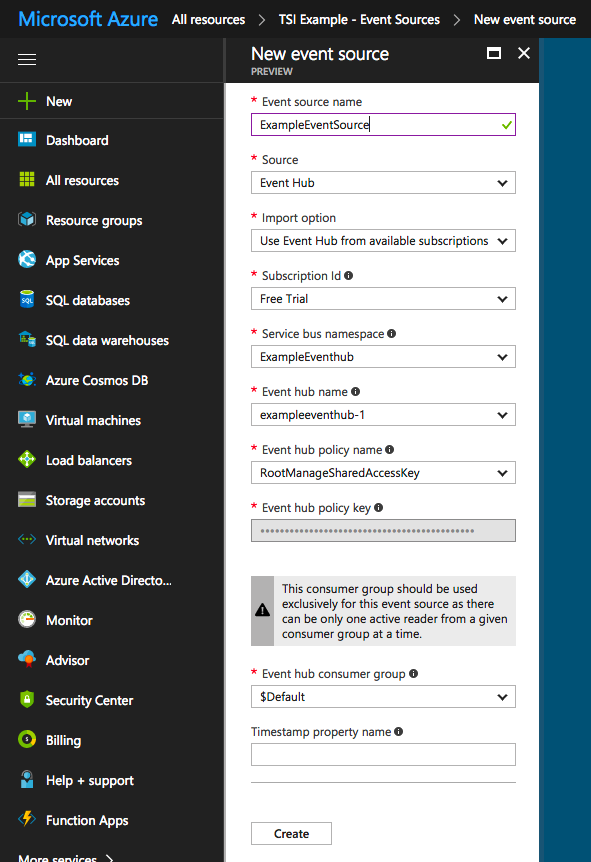 Microsoft Azure All resources > TSI Example - Event Sources > New event source
New event source
PREVIEW
New
Dashboard
All resources
Resource groups
App Services
SQL databases
SQL data warehouses
Azure Cosmos DB
Virtual machines
Load balancers
Storage accounts
Virtual networks
Azure Active Directo...
Monitor
Advisor
Security Center
Billing
Help + support
Function Apps
More services >
* Event source name
ExampleEventSource
* Source
Event Hub
* Import option
Use Event Hub from available subscriptions
* Subscription Id
Free Trial
* Service bus namespace
ExampleEventhub
* Event hub name
exampleeventhub-1
* Event hub policy name
RootManageSharedAccessKey
* Event hub policy key
This consumer group should be used
exclusively for this event source as there
can be only one active reader from a given
consumer group at a time.
* Event hub consumer group
$Default
Timestamp property name
Create